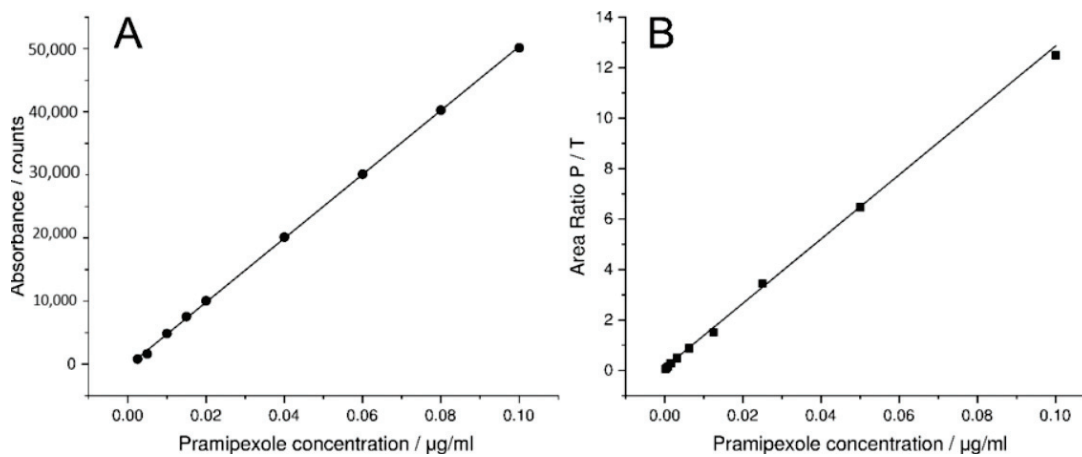 A
Absorbance / counts
50,000
40,000
30,000
20,000
10,000
0
0.00 0.02 0.04 0.06 0.08 0.10
Pramipexole concentration / µg/ml
B
Area Ratio P / T
14
12
10
8
6
4
2
0
0.00 0.02 0.04 0.06 0.08 0.10
Pramipexole concentration / µg/ml